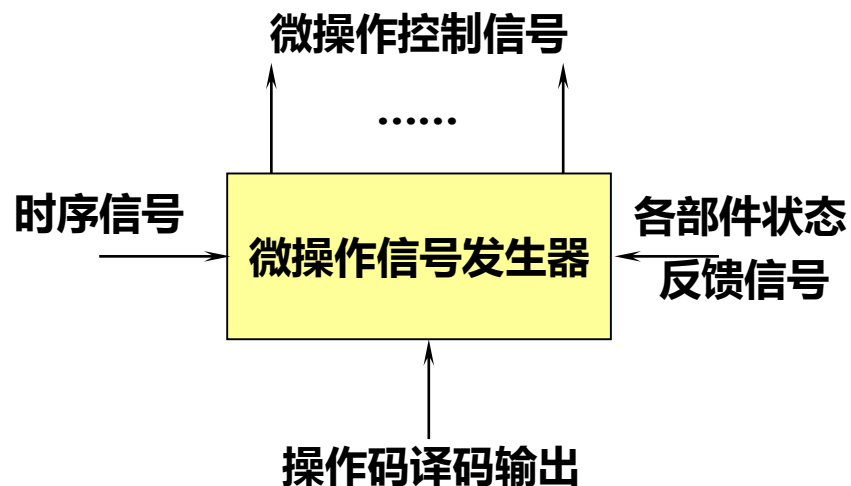 微操作控制信号
……
时序信号
微操作信号发生器
各部件状态
反馈信号
操作码译码输出